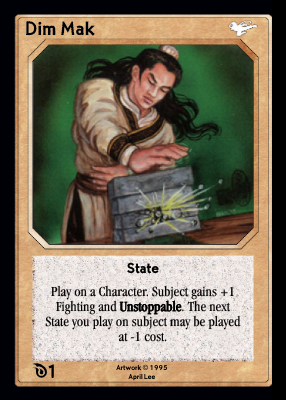 Dim Mak
State
Play on a Character. Subject gains +1
Fighting and Unstoppable. The next
State you play on subject may be played
at -1 cost.
1
Artwork © 1995
April Lee